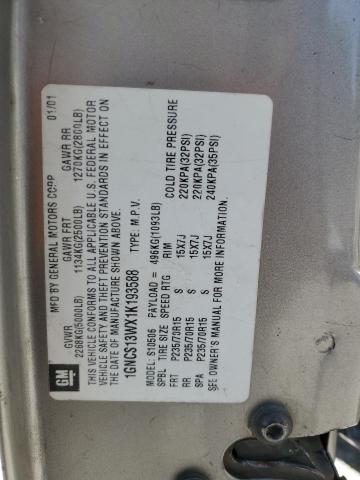 GM
MFD BY GENERAL MOTORS CORP 01/01
GVWR GAWR FRT GAWR RR
2268KG(5000LB) 1134KG(2500LB) 1270KG(2800LB)
THIS VEHICLE CONFORMS TO ALL APPLICABLE U.S. FEDERAL MOTOR
VEHICLE SAFETY AND THEFT PREVENTION STANDARDS IN EFFECT ON
THE DATE OF MANUFACTURE SHOWN ABOVE.
1GNCS13WX1K193588 TYPE: M.P.V.
MODEL: S10506 PAYLOAD = 496KG(1093LB)
SPBL TIRE SIZE SPEED RTG RIM COLD TIRE PRESSURE
FRT P235/70R15 S 15X7J 220KPA(32PSI)
RR P235/70R15 S 15X7J 220KPA(32PSI)
SPA P235/70R15 S 15X7J 240KPA(35PSI)
SEE OWNER'S MANUAL FOR MORE INFORMATION.